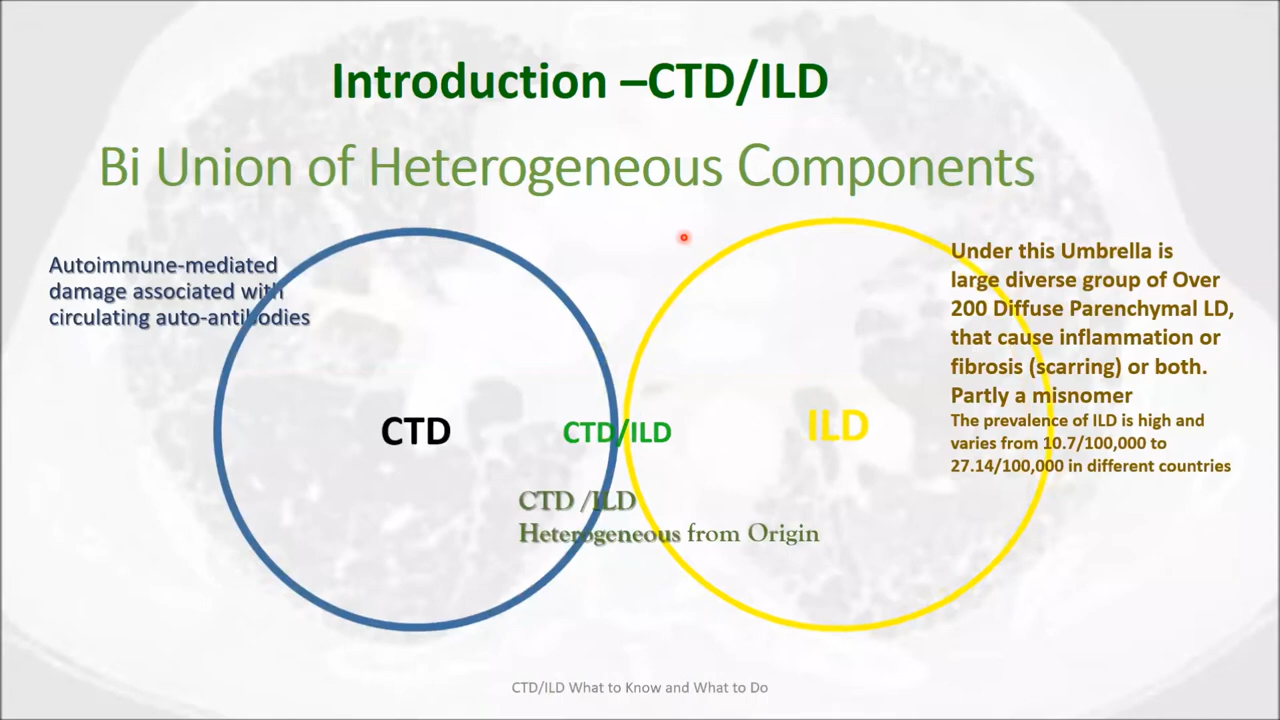 Introduction –CTD/ILD
Bi Union of Heterogeneous Components
Autoimmune-mediated
damage associated with
circulating auto-antibodies
CTD
CTD/ILD
ILD
Under this Umbrella is
large diverse group of Over
200 Diffuse Parenchymal LD,
that cause inflammation or
fibrosis (scarring) or both.
Partly a misnomer
The prevalence of ILD is high and
varies from 10.7/100,000 to
27.14/100,000 in different countries
CTD /ILD
Heterogeneous from Origin
CTD/ILD What to Know and What to Do